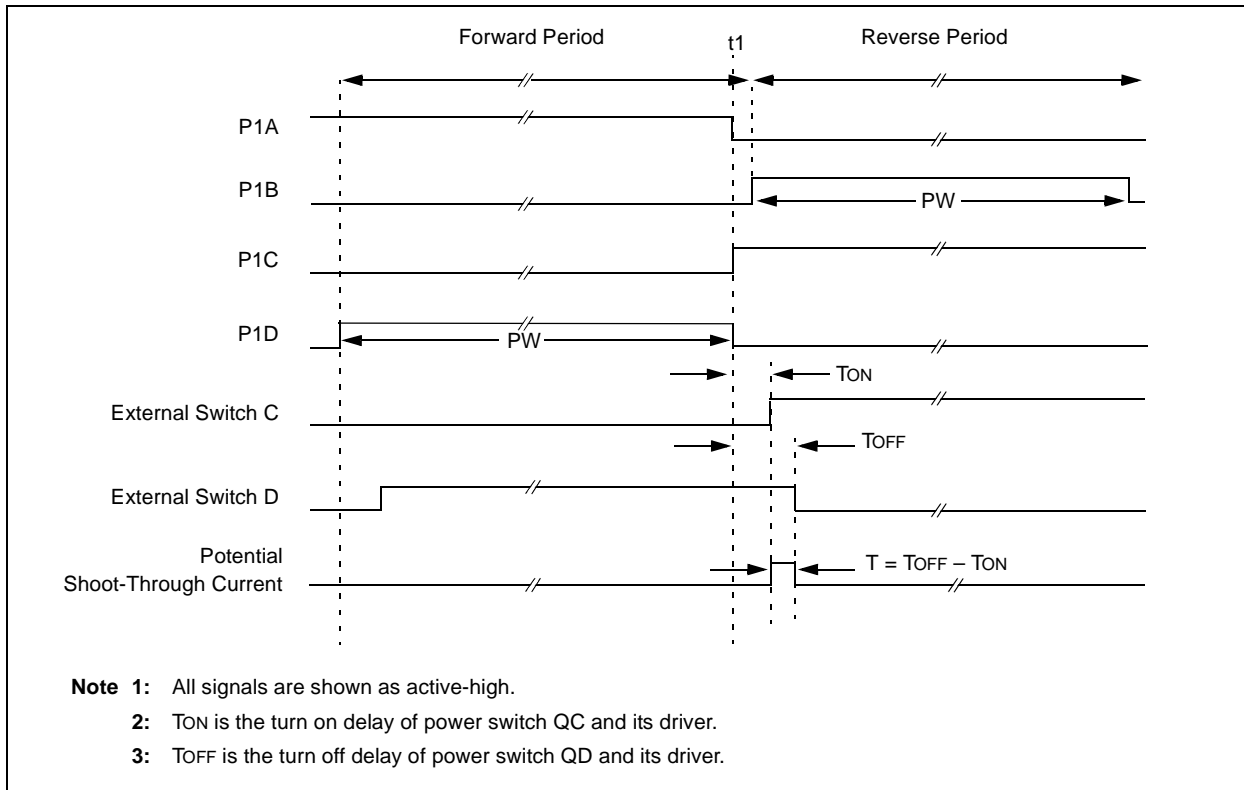 Forward Period
t1
Reverse Period
P1A
P1B
PW
P1C
P1D
PW
TON
External Switch C
TOFF
External Switch D
Potential
Shoot-Through Current
T = TOFF – TON
Note 1: All signals are shown as active-high.
2: TON is the turn on delay of power switch QC and its driver.
3: TOFF is the turn off delay of power switch QD and its driver.